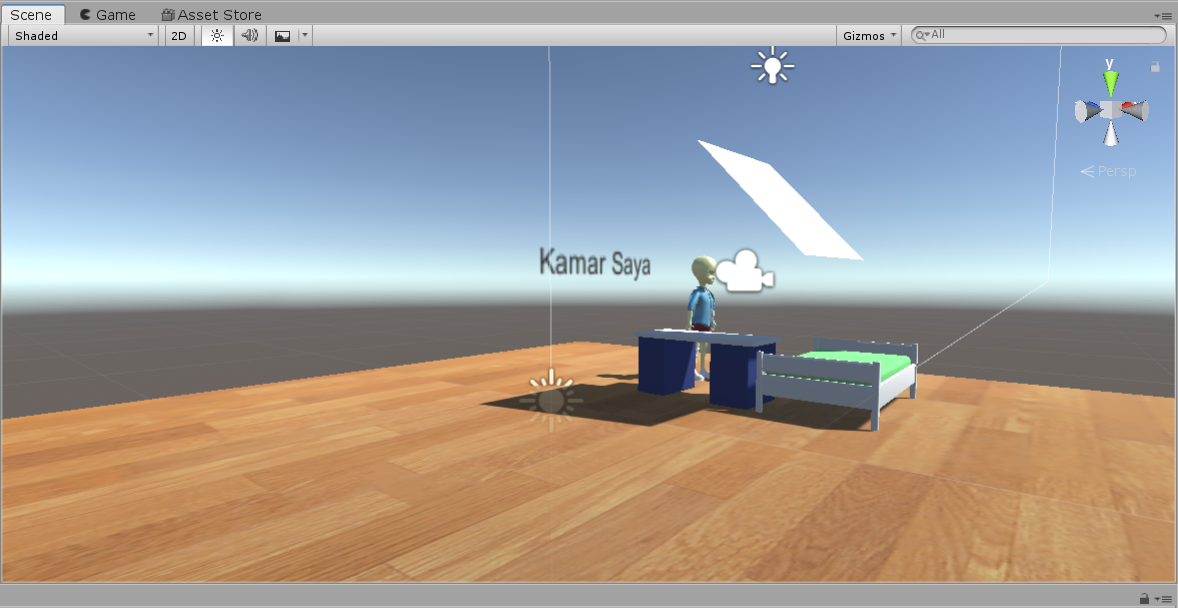 Scene Game Asset Store
Shaded 2D Gizmos All
y
Persp
Kamar Saya